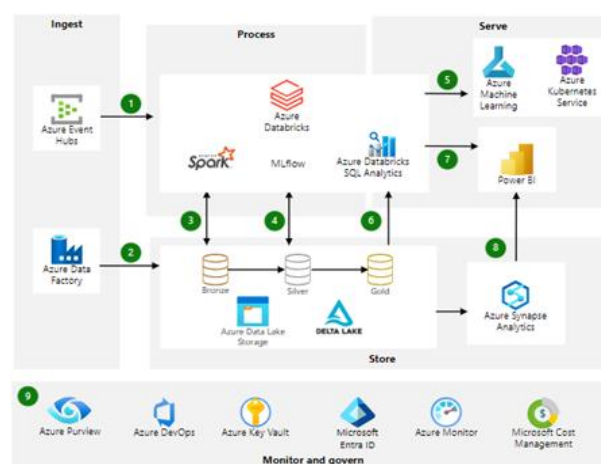 Ingest
Process
Serve
Azure Event
Hubs
1
Azure
Databricks
APACHE
Spark
MLflow
Azure Databricks
SQL Analytics
5
Azure
Machine
Learning
Azure
Kubernetes
Service
7
Power BI
3
4
6
8
Azure Data
Factory
2
Bronze
Silver
Gold
Azure Data Lake
Storage
DELTA LAKE
Azure Synapse
Analytics
Store
9
Azure Purview
Azure DevOps
Azure Key Vault
Microsoft
Entra ID
Azure Monitor
Microsoft Cost
Management
Monitor and govern